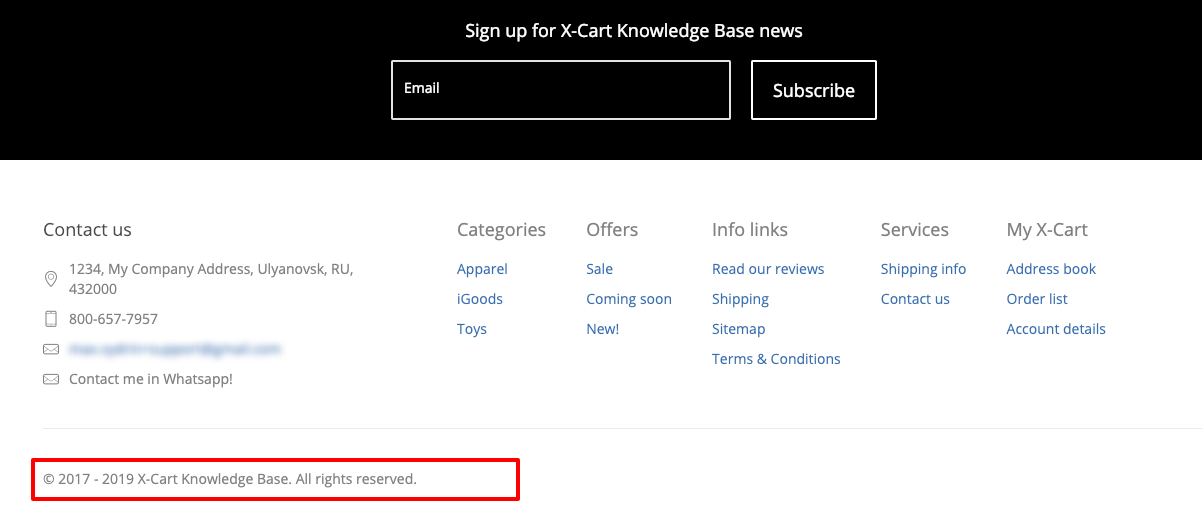 Sign up for X-Cart Knowledge Base news
Email
Subscribe
Contact us
1234, My Company Address, Ulyanovsk, RU,
432000
800-657-7957
Contact me in Whatsapp!
Categories
Apparel
iGoods
Toys
Offers
Sale
Coming soon
New!
Info links
Read our reviews
Shipping
Sitemap
Terms & Conditions
Services
Shipping info
Contact us
My X-Cart
Address book
Order list
Account details
© 2017 - 2019 X-Cart Knowledge Base. All rights reserved.